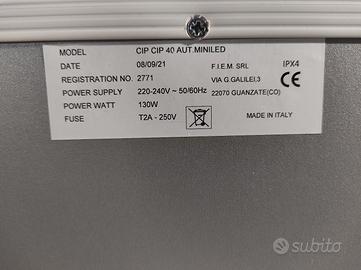 MODEL CIP CIP 40 AUT.MINILED
DATE 08/09/21 F.I.E.M. SRL IPX4
REGISTRATION NO. 2771 VIA G.GALILEI,3 CE
POWER SUPPLY 220-240V ~ 50/60Hz 22070 GUANZATE(CO)
POWER WATT 130W
FUSE T2A - 250V MADE IN ITALY
subito